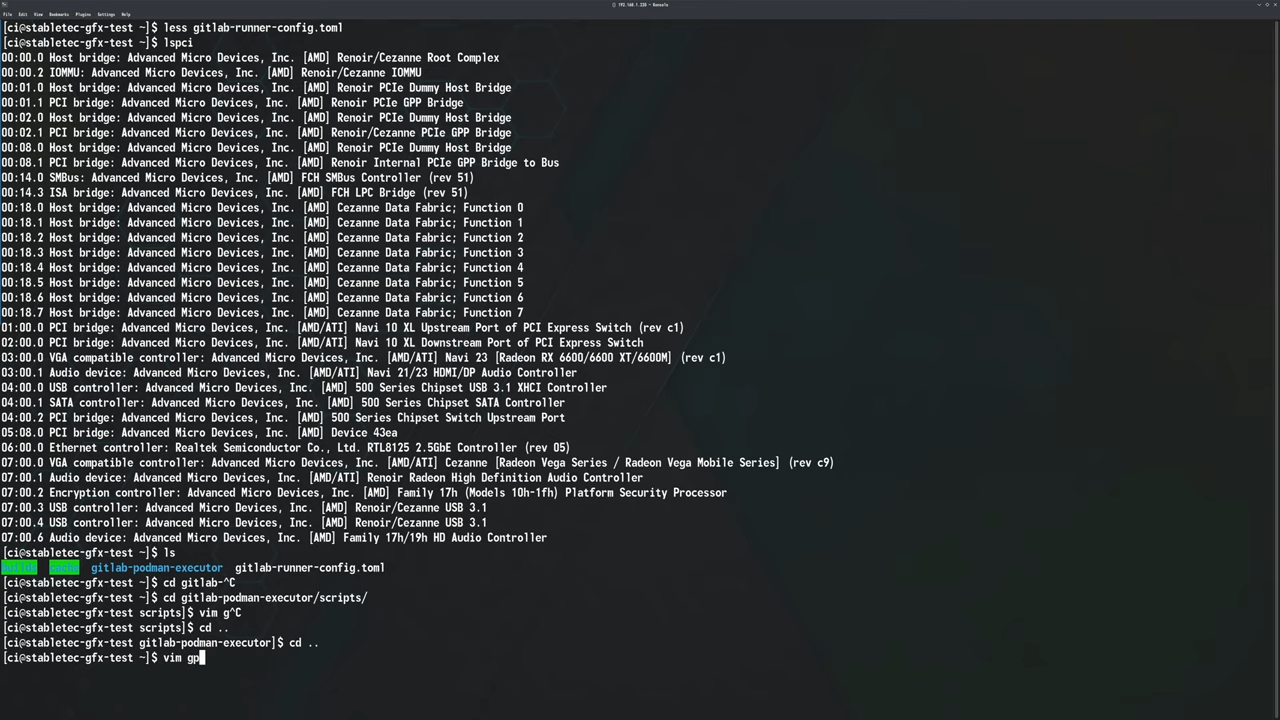 192.168.1.228 - Konsole
File Edit View Bookmarks Plugins Settings Help
[ci@stabletec-gfx-test ~]$ less gitlab-runner-config.toml
[ci@stabletec-gfx-test ~]$ lspci
00:00.0 Host bridge: Advanced Micro Devices, Inc. [AMD] Renoir/Cezanne Root Complex
00:00.2 IOMMU: Advanced Micro Devices, Inc. [AMD] Renoir/Cezanne IOMMU
00:01.0 Host bridge: Advanced Micro Devices, Inc. [AMD] Renoir PCIe Dummy Host Bridge
00:01.1 PCI bridge: Advanced Micro Devices, Inc. [AMD] Renoir PCIe GPP Bridge
00:02.0 Host bridge: Advanced Micro Devices, Inc. [AMD] Renoir PCIe Dummy Host Bridge
00:02.1 PCI bridge: Advanced Micro Devices, Inc. [AMD] Renoir/Cezanne PCIe GPP Bridge
00:08.0 Host bridge: Advanced Micro Devices, Inc. [AMD] Renoir PCIe Dummy Host Bridge
00:08.1 PCI bridge: Advanced Micro Devices, Inc. [AMD] Renoir Internal PCIe GPP Bridge to Bus
00:14.0 SMBus: Advanced Micro Devices, Inc. [AMD] FCH SMBus Controller (rev 51)
00:14.3 ISA bridge: Advanced Micro Devices, Inc. [AMD] FCH LPC Bridge (rev 51)
00:18.0 Host bridge: Advanced Micro Devices, Inc. [AMD] Cezanne Data Fabric; Function 0
00:18.1 Host bridge: Advanced Micro Devices, Inc. [AMD] Cezanne Data Fabric; Function 1
00:18.2 Host bridge: Advanced Micro Devices, Inc. [AMD] Cezanne Data Fabric; Function 2
00:18.3 Host bridge: Advanced Micro Devices, Inc. [AMD] Cezanne Data Fabric; Function 3
00:18.4 Host bridge: Advanced Micro Devices, Inc. [AMD] Cezanne Data Fabric; Function 4
00:18.5 Host bridge: Advanced Micro Devices, Inc. [AMD] Cezanne Data Fabric; Function 5
00:18.6 Host bridge: Advanced Micro Devices, Inc. [AMD] Cezanne Data Fabric; Function 6
00:18.7 Host bridge: Advanced Micro Devices, Inc. [AMD] Cezanne Data Fabric; Function 7
01:00.0 PCI bridge: Advanced Micro Devices, Inc. [AMD/ATI] Navi 10 XL Upstream Port of PCI Express Switch (rev c1)
02:00.0 PCI bridge: Advanced Micro Devices, Inc. [AMD/ATI] Navi 10 XL Downstream Port of PCI Express Switch
03:00.0 VGA compatible controller: Advanced Micro Devices, Inc. [AMD/ATI] Navi 23 [Radeon RX 6600/6600 XT/6600M] (rev c1)
03:00.1 Audio device: Advanced Micro Devices, Inc. [AMD/ATI] Navi 21/23 HDMI/DP Audio Controller
04:00.0 USB controller: Advanced Micro Devices, Inc. [AMD] 500 Series Chipset USB 3.1 XHCI Controller
04:00.1 SATA controller: Advanced Micro Devices, Inc. [AMD] 500 Series Chipset SATA Controller
04:00.2 PCI bridge: Advanced Micro Devices, Inc. [AMD] 500 Series Chipset Switch Upstream Port
05:08.0 PCI bridge: Advanced Micro Devices, Inc. [AMD] Device 43ea
06:00.0 Ethernet controller: Realtek Semiconductor Co., Ltd. RTL8125 2.5GbE Controller (rev 05)
07:00.0 VGA compatible controller: Advanced Micro Devices, Inc. [AMD/ATI] Cezanne [Radeon Vega Series / Radeon Vega Mobile Series] (rev c9)
07:00.1 Audio device: Advanced Micro Devices, Inc. [AMD/ATI] Renoir Radeon High Definition Audio Controller
07:00.2 Encryption controller: Advanced Micro Devices, Inc. [AMD] Family 17h (Models 10h-1fh) Platform Security Processor
07:00.3 USB controller: Advanced Micro Devices, Inc. [AMD] Renoir/Cezanne USB 3.1
07:00.4 USB controller: Advanced Micro Devices, Inc. [AMD] Renoir/Cezanne USB 3.1
07:00.6 Audio device: Advanced Micro Devices, Inc. [AMD] Family 17h/19h HD Audio Controller
[ci@stabletec-gfx-test ~]$ ls
builds cache gitlab-podman-executor gitlab-runner-config.toml
[ci@stabletec-gfx-test ~]$ cd gitlab-^C
[ci@stabletec-gfx-test ~]$ cd gitlab-podman-executor/scripts/
[ci@stabletec-gfx-test scripts]$ vim g^C
[ci@stabletec-gfx-test scripts]$ cd ..
[ci@stabletec-gfx-test gitlab-podman-executor]$ cd ..
[ci@stabletec-gfx-test ~]$ vim gp